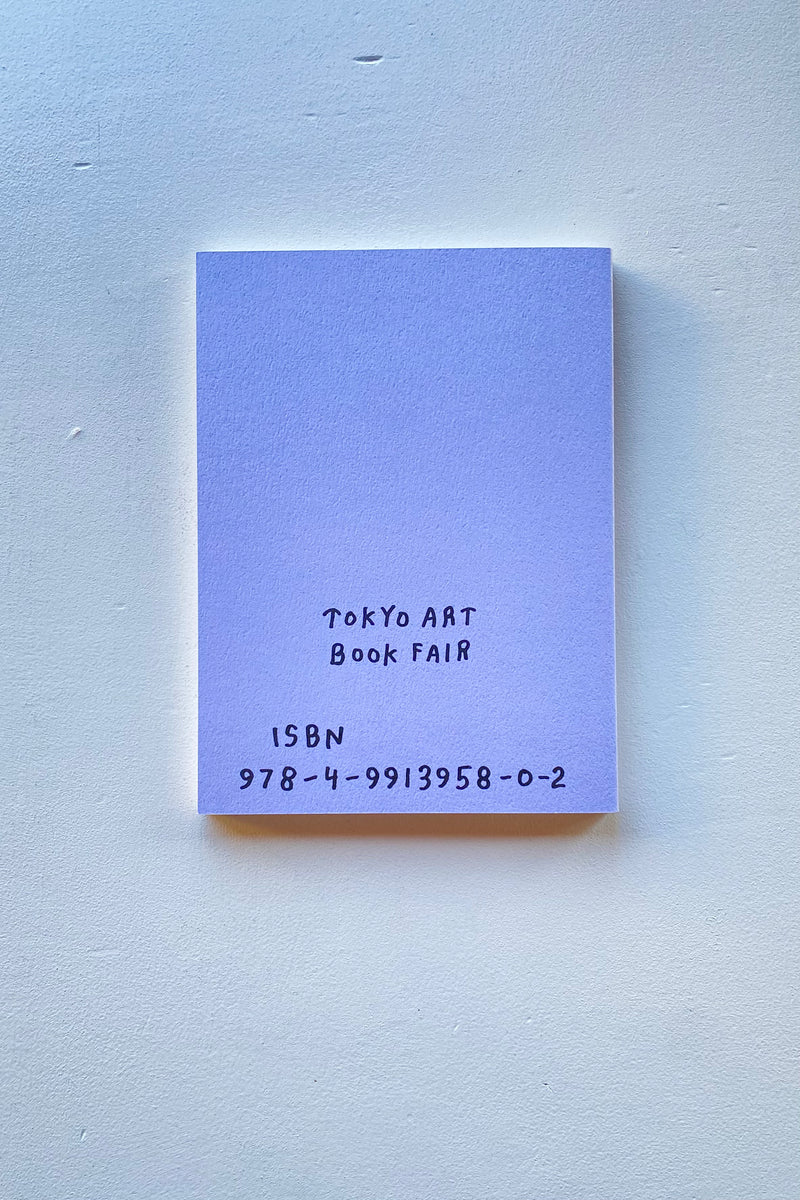 TOKYO ART
BOOK FAIR
ISBN
978-4-9913958-0-2